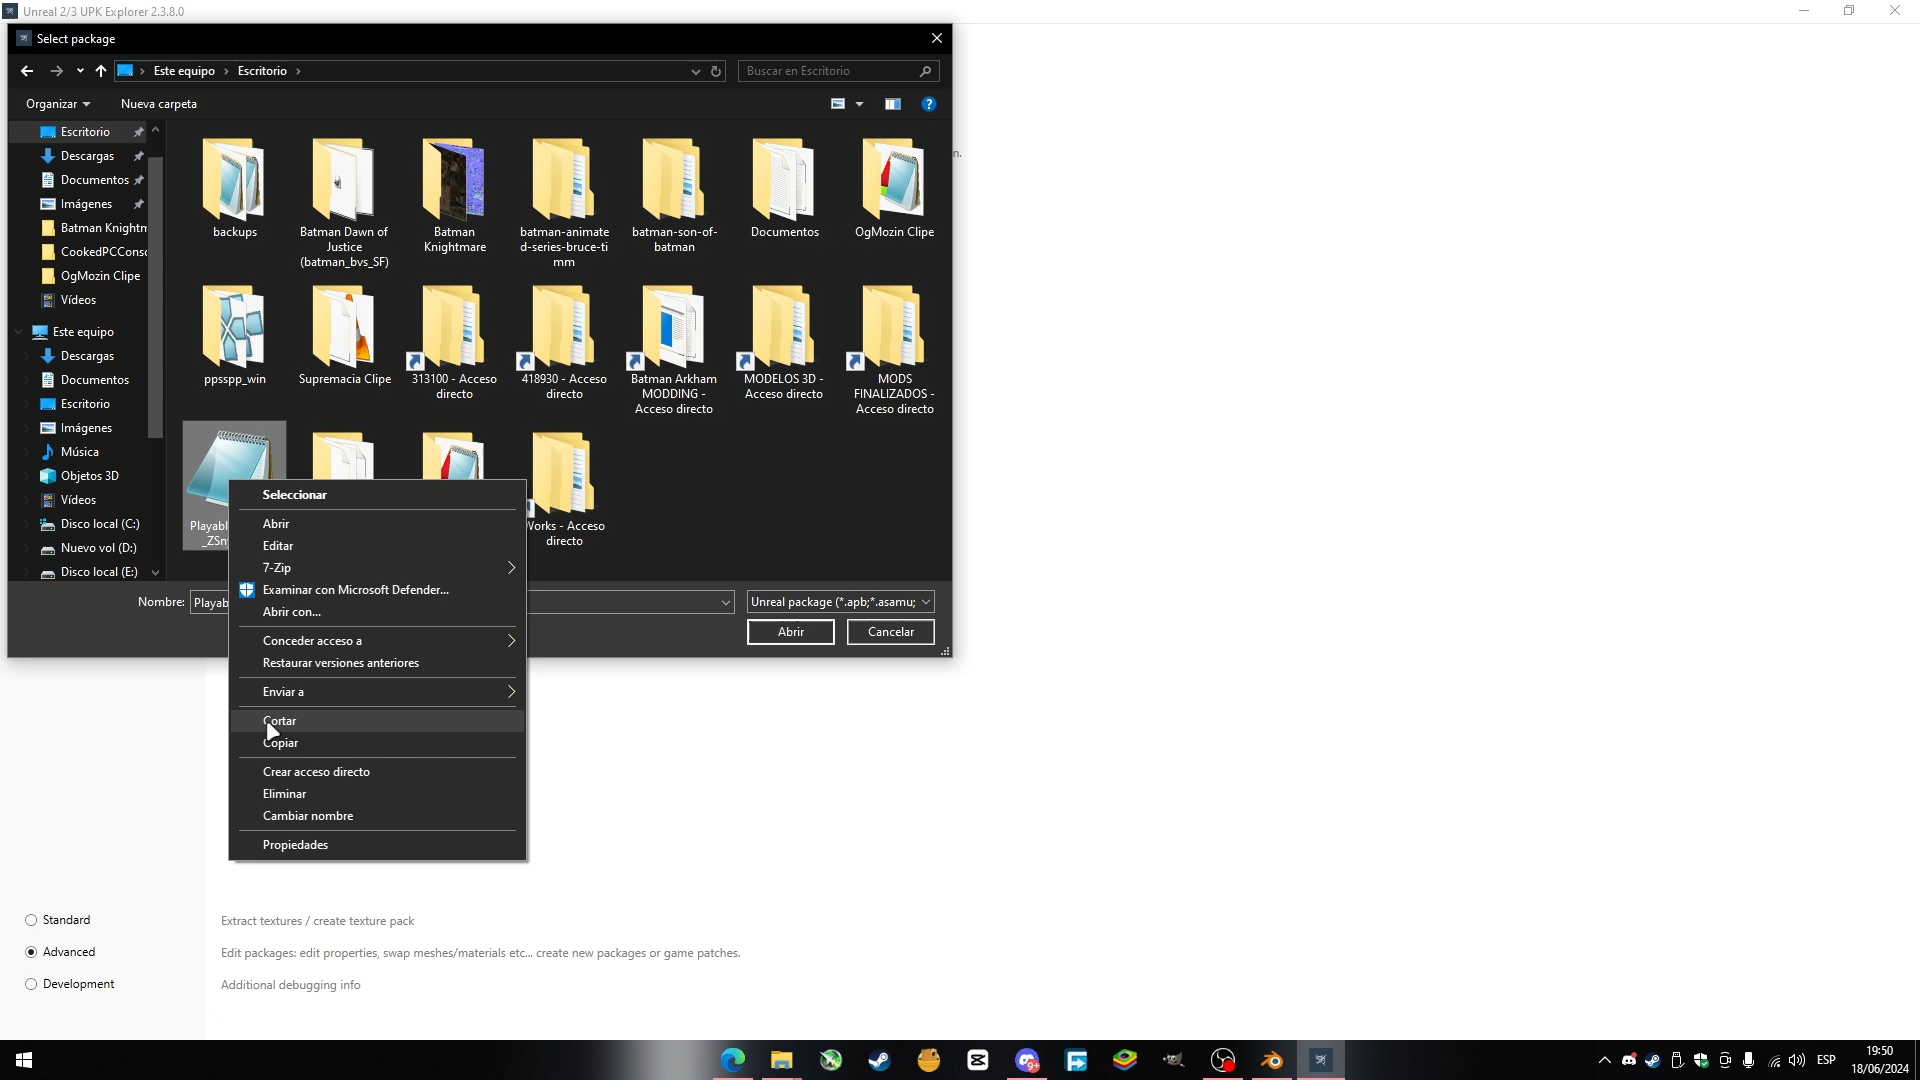 Unreal 2/3 UPK Explorer 2.3.8.0
Select package
Este equipo
Escritorio
Buscar en Escritorio
Organizar
Nueva carpeta
Escritorio
Descargas
Documentos
Imágenes
Batman Knightm
CookedPCConso
OgMozin Clipe
Vídeos
Este equipo
Descargas
Documentos
Escritorio
Imágenes
Música
Objetos 3D
Vídeos
Disco local (C:)
Nuevo vol (D:)
Disco local (E:)
backups
Batman Dawn of
Justice
(batman_bvs_SF)
Batman
Knightmare
batman-animate
d-series-bruce-ti
mm
batman-son-of-
batman
Documentos
OgMozin Clipe
n.
ppsspp_win
Supremacia Clipe
313100 - Acceso
directo
418930 - Acceso
directo
Batman Arkham
MODDING -
Acceso directo
MODELOS 3D -
Acceso directo
MODS
FINALIZADOS -
Acceso directo
Playabl
_ZSn
Works - Acceso
directo
Seleccionar
Abrir
Editar
7-Zip
Examinar con Microsoft Defender...
Abrir con...
Conceder acceso a
Restaurar versiones anteriores
Enviar a
Cortar
Copiar
Crear acceso directo
Eliminar
Cambiar nombre
Propiedades
Nombre:
Playab
Unreal package (*.apb;*.asamu;
Abrir
Cancelar
Standard
Extract textures / create texture pack
Advanced
Edit packages: edit properties, swap meshes/materials etc... create new packages or game patches.
Development
Additional debugging info
9+
ESP
19:50
18/06/2024